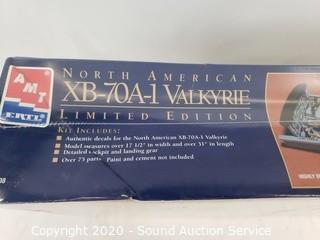 AMT
ERTL
NORTH AMERICAN
XB-70A-1 VALKYRIE
LIMITED EDITION
KIT INCLUDES:
• Authentic decals for the North American XB-70A-1 Valkyrie
• Model measures over 17 1/2" in width and over 31" in length
• Detailed cockpit and landing gear
• Over 75 parts Paint and cement not included
HIGHLY
Copyright 2020 - Sound Auction Service